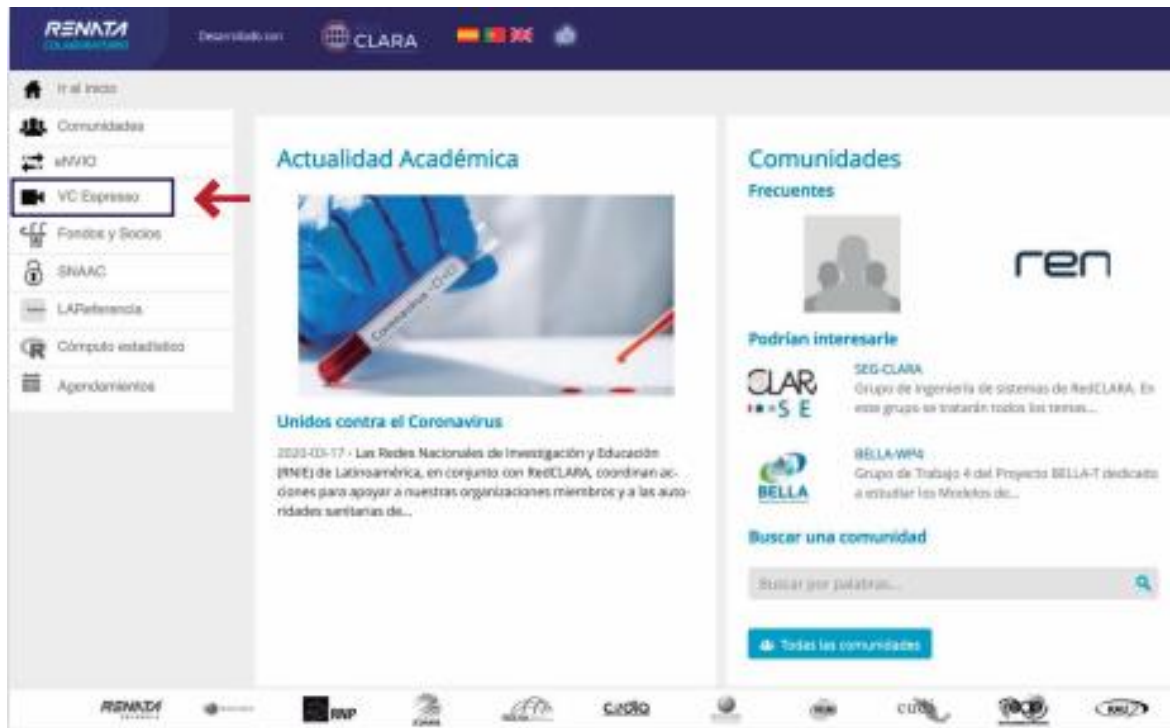 RENATA
COLABORATORIO
Desarrollado con
CLARA
Ir al inicio
Comunidades
eNVIO
VC Espresso
Fondos y Socios
SNAAC
LAReferencia
Cómputo estadístico
Agendamientos
Actualidad Académica
Coronavirus
Unidos contra el Coronavirus
2020-03-17 - Las Redes Nacionales de Investigación y Educación
(RNIE) de Latinoamérica, en conjunto con RedCLARA, coordinan ac-
ciones para apoyar a nuestras organizaciones miembros y a las auto-
ridades sanitarias de...
Comunidades
Frecuentes
ren
Podrían interesarle
CLAR
S E
SEG-CLARA
Grupo de ingeniería de sistemas de RedCLARA. En
este grupo se tratarán todos los temas...
BELLA
BELLA-WP4
Grupo de Trabajo 4 del Proyecto BELLA-T dedicado
a estudiar los Modelos de...
Buscar una comunidad
Buscar por palabras...
Todas las comunidades
RENATA
RNP
cedia